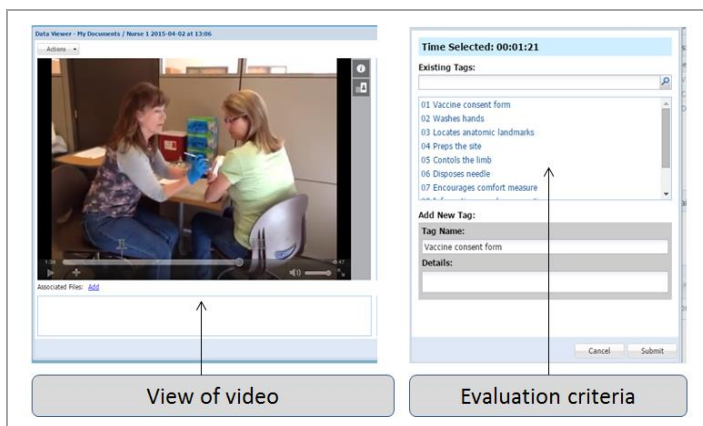 Data Viewer - My Documents / Nurse 1 2015-04-02 at 13:06
Actions
Associated Files: Add
View of video
Time Selected: 00:01:21
Existing Tags:
01 Vaccine consent form
02 Washes hands
03 Locates anatomic landmarks
04 Preps the site
05 Contols the limb
06 Disposes needle
07 Encourages comfort measure
Add New Tag:
Tag Name:
Vaccine consent form
Details:
Cancel Submit
Evaluation criteria